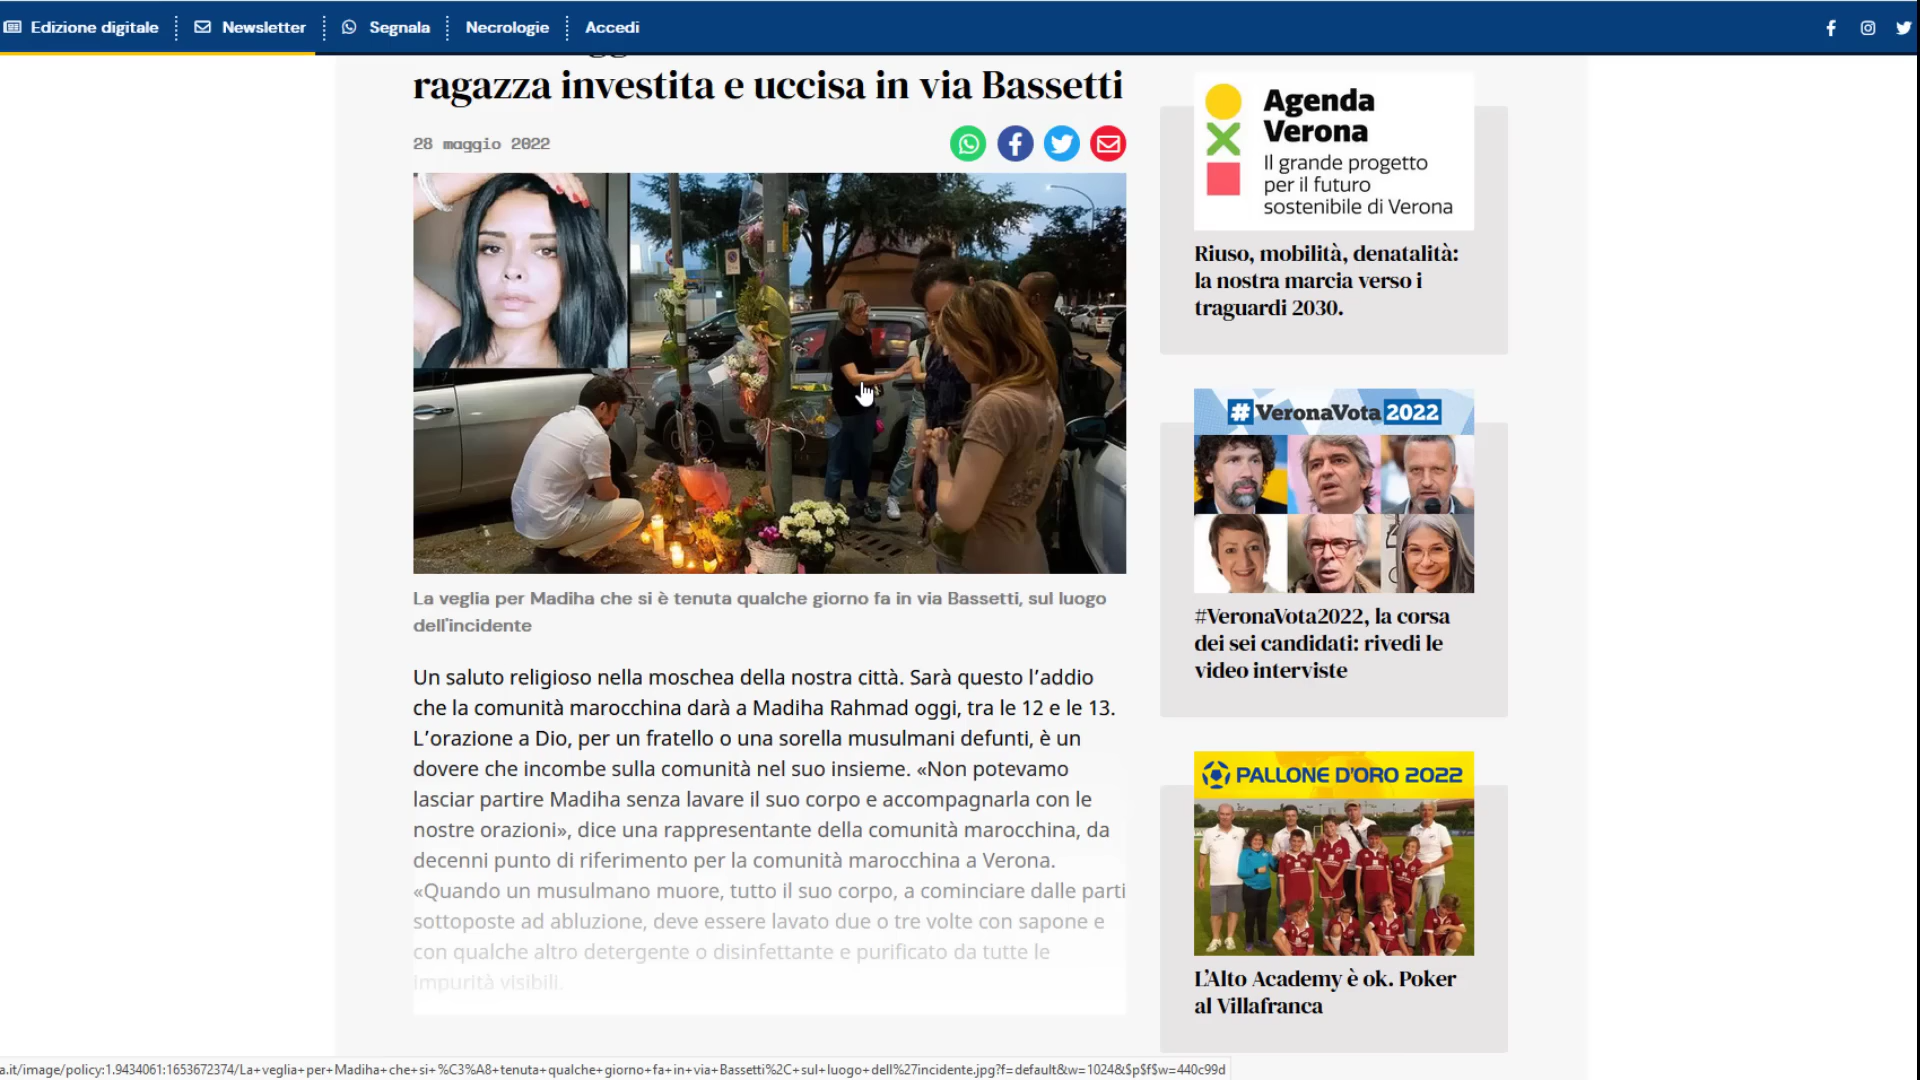 Edizione digitale
Newsletter
Segnala
Necrologie
Accedi
ragazza investita e uccisa in via Bassetti
28 maggio 2022
La veglia per Madiha che si è tenuta qualche giorno fa in via Bassetti, sul luogo
dell'incidente
Un saluto religioso nella moschea della nostra città. Sarà questo l’addio
che la comunità marocchina darà a Madiha Rahmad oggi, tra le 12 e le 13.
L’orazione a Dio, per un fratello o una sorella musulmani defunti, è un
dovere che incombe sulla comunità nel suo insieme. «Non potevamo
lasciar partire Madiha senza lavare il suo corpo e accompagnarla con le
nostre orazioni», dice una rappresentante della comunità marocchina, da
decenni punto di riferimento per la comunità marocchina a Verona.
«Quando un musulmano muore, tutto il suo corpo, a cominciare dalle parti
sottoposte ad abluzione, deve essere lavato due o tre volte con sapone e
con qualche altro detergente o disinfettante e purificato da tutte le
impurità visibili.
Agenda
Verona
Il grande progetto
per il futuro
sostenibile di Verona
Riuso, mobilità, denatalità:
la nostra marcia verso i
traguardi 2030.
#VeronaVota 2022
#VeronaVota2022, la corsa
dei sei candidati: rivedi le
video interviste
PALLONE D'ORO 2022
L'Alto Academy è ok. Poker
al Villafranca
a.it/image/policy:1.9434061:1653672374/La+veglia+per+Madiha+che+si+%C3%A8+tenuta+qualche+giorno+fa+in+via+Bassetti%2C+sul+luogo+dell%27incidente.jpg?f=default&w=1024&$p$f$w=440c99d